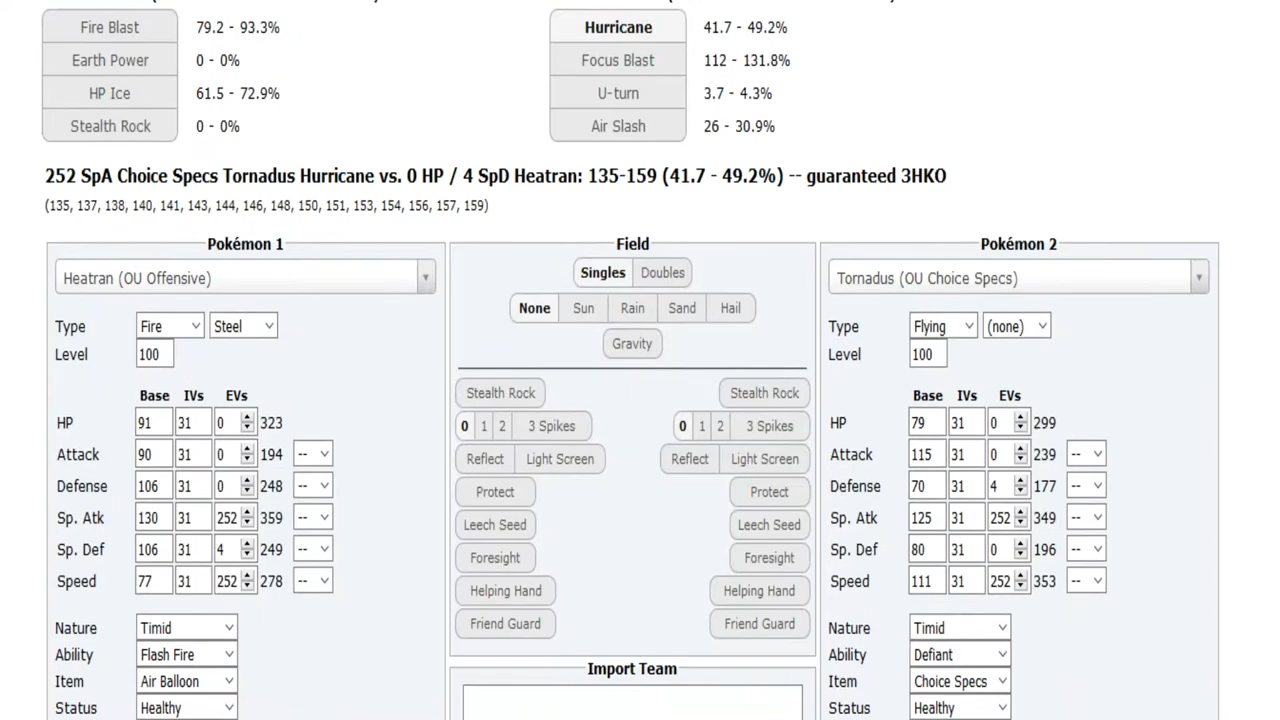 Fire Blast 79.2 - 93.3% Hurricane 41.7 - 49.2%
Earth Power 0 - 0% Focus Blast 112 - 131.8%
HP Ice 61.5 - 72.9% U-turn 3.7 - 4.3%
Stealth Rock 0 - 0% Air Slash 26 - 30.9%
252 SpA Choice Specs Tornadus Hurricane vs. 0 HP / 4 SpD Heatran: 135-159 (41.7 - 49.2%) -- guaranteed 3HKO
(135, 137, 138, 140, 141, 143, 144, 146, 148, 150, 151, 153, 154, 156, 157, 159)
Pokémon 1
Heatran (OU Offensive)
Type Fire Steel
Level 100
Base IVs EVs
HP 91 31 0 323
Attack 90 31 0 194 --
Defense 106 31 0 248 --
Sp. Atk 130 31 252 359 --
Sp. Def 106 31 4 249 --
Speed 77 31 252 278 --
Nature Timid
Ability Flash Fire
Item Air Balloon
Status Healthy
Field
Singles Doubles
None Sun Rain Sand Hail
Gravity
Stealth Rock Stealth Rock
0 1 2 3 Spikes 0 1 2 3 Spikes
Reflect Light Screen Reflect Light Screen
Protect Protect
Leech Seed Leech Seed
Foresight Foresight
Helping Hand Helping Hand
Friend Guard Friend Guard
Import Team
Pokémon 2
Tornadus (OU Choice Specs)
Type Flying (none)
Level 100
Base IVs EVs
HP 79 31 0 299
Attack 115 31 0 239 --
Defense 70 31 4 177 --
Sp. Atk 125 31 252 349 --
Sp. Def 80 31 0 196 --
Speed 111 31 252 353 --
Nature Timid
Ability Defiant
Item Choice Specs
Status Healthy